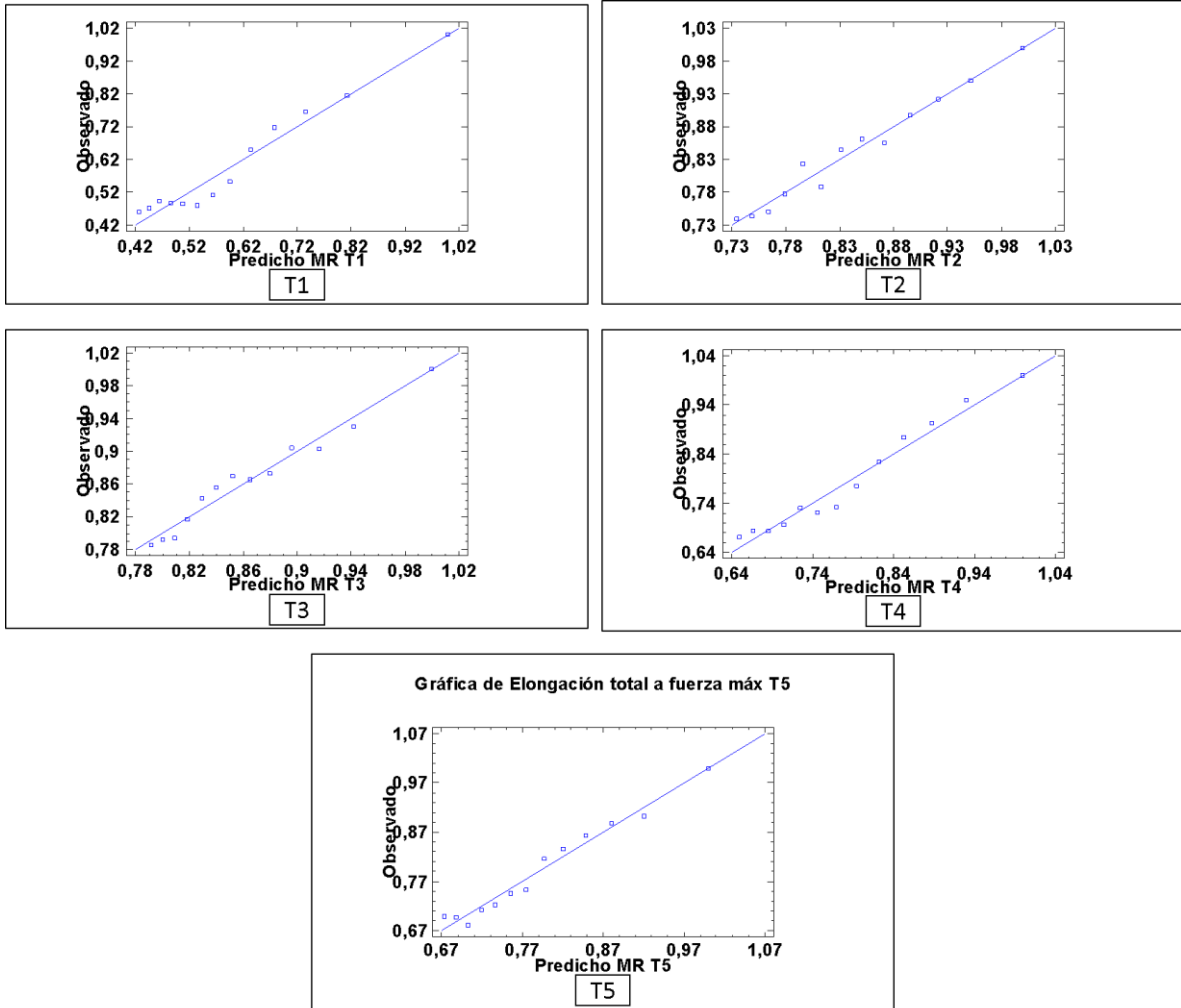 1,02
0,92
0,82
0,72
0,62
0,52
0,42
Observado
0,42 0,52 0,62 0,72 0,82 0,92 1,02
Predicho MR T1
T1
1,03
0,98
0,93
0,88
0,83
0,78
0,73
Observado
0,73 0,78 0,83 0,88 0,93 0,98 1,03
Predicho MR T2
T2
1,02
0,98
0,94
0,9
0,86
0,82
0,78
Observado
0,78 0,82 0,86 0,9 0,94 0,98 1,02
Predicho MR T3
T3
1,04
0,94
0,84
0,74
0,64
Observado
0,64 0,74 0,84 0,94 1,04
Predicho MR T4
T4
Gráfica de Elongación total a fuerza máx T5
1,07
0,97
0,87
0,77
0,67
Observado
0,67 0,77 0,87 0,97 1,07
Predicho MR T5
T5